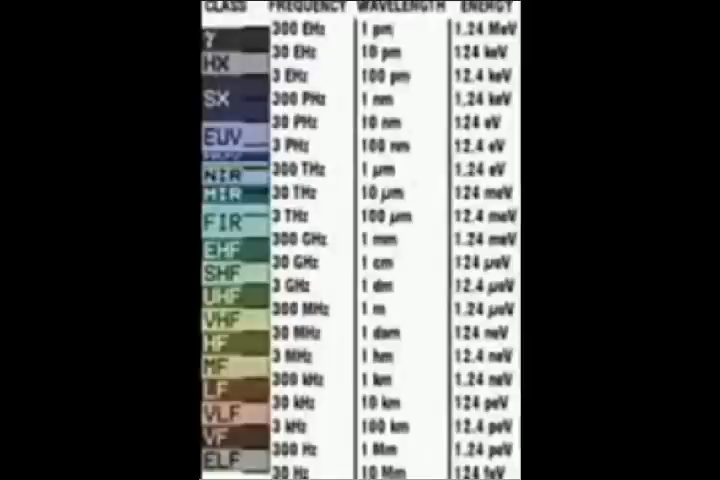 CLASS FREQUENCY WAVELENGTH ENERGY
300 EHz 1 pm 1.24 MeV
γ
30 EHz 10 pm 124 keV
HX
3 EHz 100 pm 12.4 keV
SX
300 PHz 1 nm 1.24 keV
30 PHz 10 nm 124 eV
EUV
3 PHz 100 nm 12.4 eV
NIR
300 THz 1 μm 1.24 eV
MIR
30 THz 10 μm 124 meV
3 THz 100 μm 12.4 meV
FIR
300 GHz 1 mm 1.24 meV
EHF
30 GHz 1 cm 124 μeV
SHF
3 GHz 1 dm 12.4 μeV
UHF
300 MHz 1 m 1.24 μeV
VHF
30 MHz 1 dam 124 neV
HF
3 MHz 1 hm 12.4 neV
MF
300 kHz 1 km 1.24 neV
LF
30 kHz 10 km 124 peV
VLF
3 kHz 100 km 12.4 peV
VF
300 Hz 1 Mm 1.24 peV
ELF
30 Hz 10 Mm 124 feV